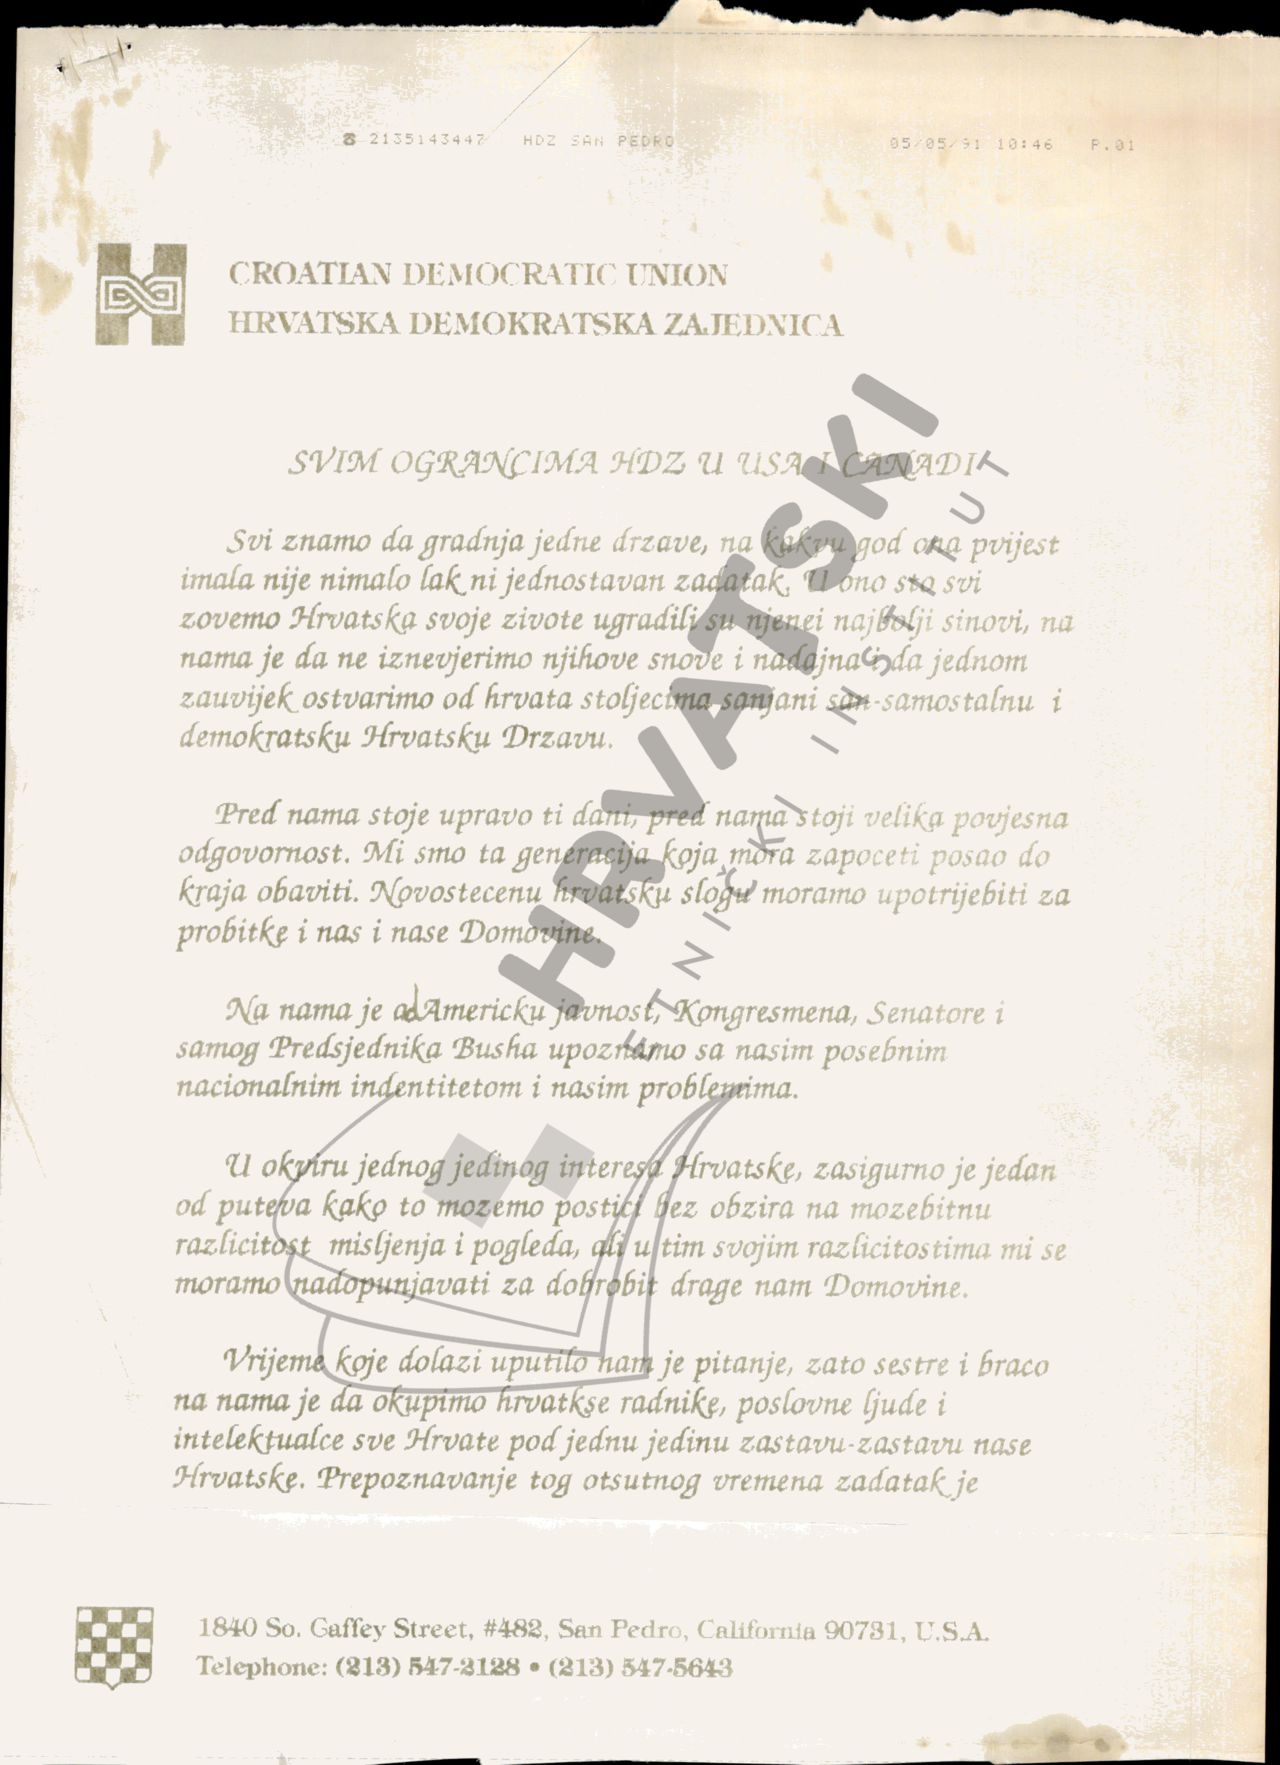 ☎ 2135143447 HDZ SAN PEDRO 05/05/91 10:46 P.01
CROATIAN DEMOCRATIC UNION
HRVATSKA DEMOKRATSKA ZAJEDNICA
SVIM OGRANCIMA HDZ U USA I CANADI
Svi znamo da gradnja jedne drzave, na kakvu god ona pvijest
imala nije nimalo lak ni jednostavan zadatak. U ono sto svi
zovemo Hrvatska svoje zivote ugradili su njenei najbolji sinovi, na
nama je da ne iznevjerimo njihove snove i nadajna i da jednom
zauvijek ostvarimo od hrvata stoljecima sanjani san-samostalnu i
demokratsku Hrvatsku Drzavu.
Pred nama stoje upravo ti dani, pred nama stoji velika povjesna
odgovornost. Mi smo ta generacija koja mora zapoceti posao do
kraja obaviti. Novostecenu hrvatsku slogu moramo upotrijebiti za
probitke i nas i nase Domovine.
Na nama je ad Americku javnost, Kongresmena, Senatore i
samog Predsjednika Busha upoznamo sa nasim posebnim
nacionalnim indentitetom i nasim problemima.
U okviru jednog jedinog interesa Hrvatske, zasigurno je jedan
od puteva kako to mozemo postici bez obzira na mozebitnu
razlicitost misljenja i pogleda, ali u tim svojim razlicitostima mi se
moramo nadopunjavati za dobrobit drage nam Domovine.
Vrijeme koje dolazi uputilo nam je pitanje, zato sestre i braco
na nama je da okupimo hrvatkse radnike, poslovne ljude i
intelektualce sve Hrvate pod jednu jedinu zastavu-zastavu nase
Hrvatske. Prepoznavanje tog otsutnog vremena zadatak je
1840 So. Gaffey Street, #482, San Pedro, California 90731, U.S.A.
Telephone: (213) 547-2128 • (213) 547-5643
HRVATSKI
ETNIČKI INSTITUT